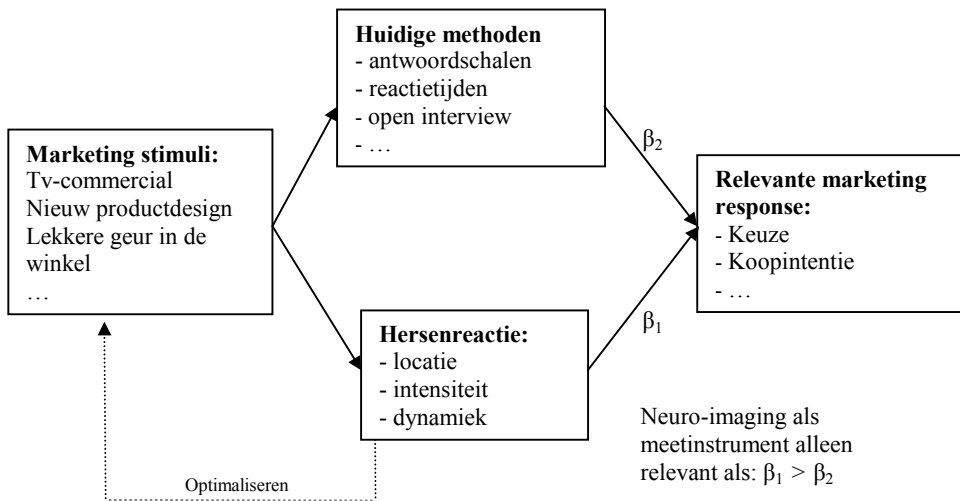 Huidige methoden
- antwoordschalen
- reactietijden
- open interview
- …
Marketing stimuli:
Tv-commercial
Nieuw productdesign
Lekkere geur in de
winkel
…
β2
Relevante marketing
response:
- Keuze
- Koopintentie
- …
β1
Hersenreactie:
- locatie
- intensiteit
- dynamiek
Neuro-imaging als
meetinstrument alleen
relevant als: β1 > β2
Optimaliseren